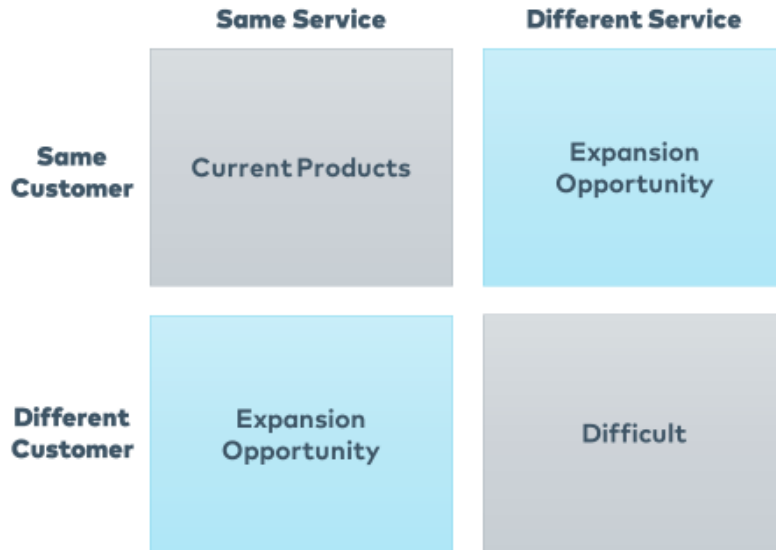 Same Service
Different Service
Same
Customer
Current Products
Expansion
Opportunity
Different
Customer
Expansion
Opportunity
Difficult